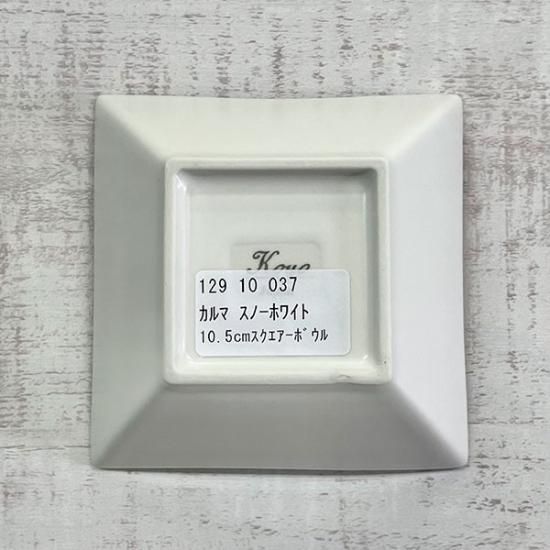 129 10 037
ｶﾙﾏ ｽﾉｰﾎﾜｲﾄ
10.5cmｽｸｴｱｰﾎﾞｳﾙ